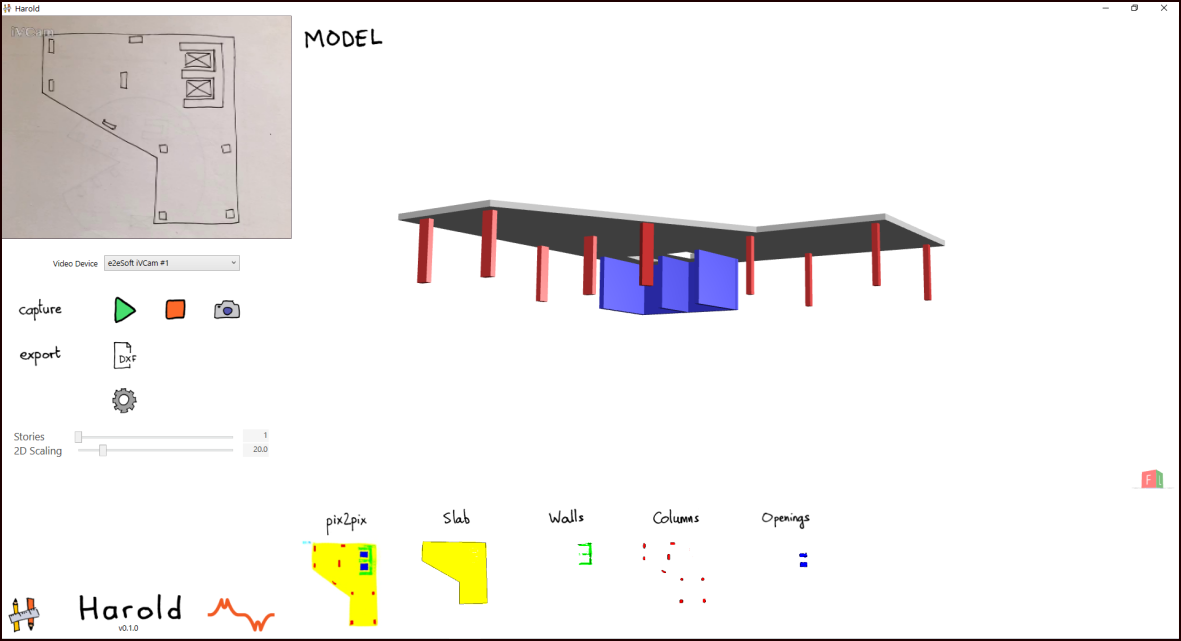 Harold
iVCam
MODEL
Video Device e2eSoft iVCam #1
capture
export
DXF
Stories 1
2D Scaling 20.0
F L
pix2pix Slab Walls Columns Openings
Harold
v0.1.0